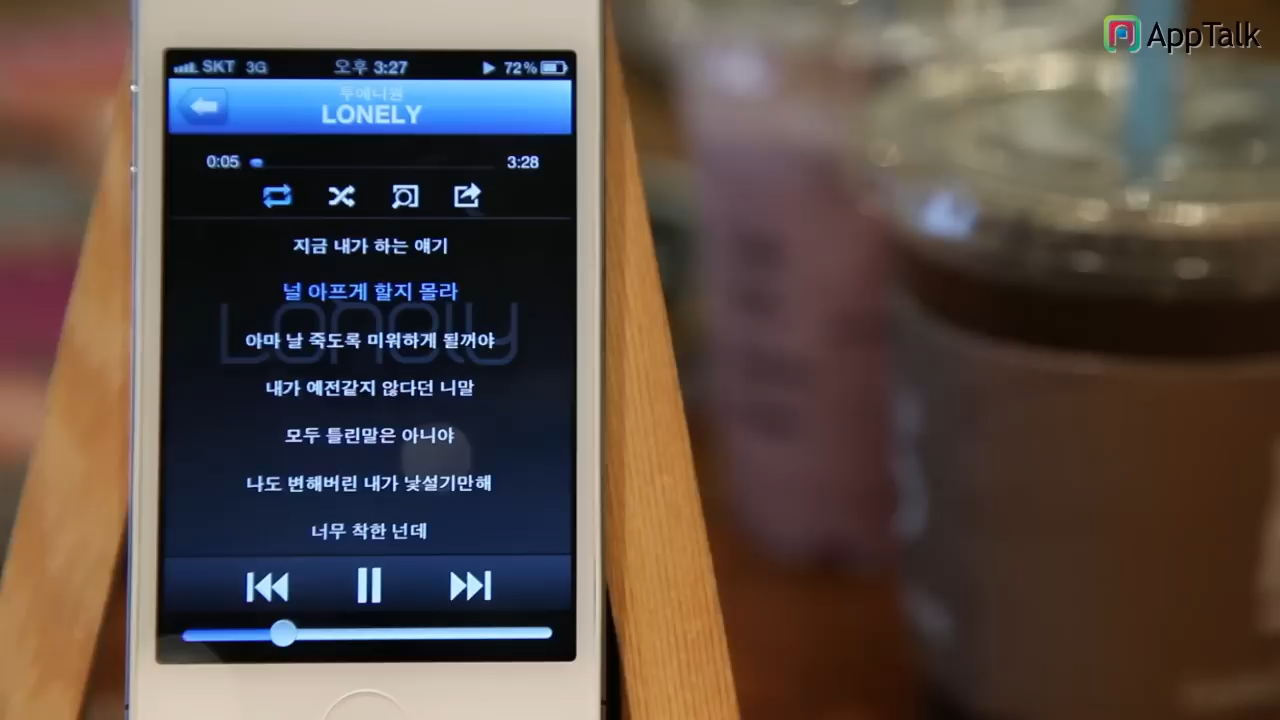 AppTalk
SKT 3G 오후 3:27 72%
투애니원
LONELY
0:05 3:28
지금 내가 하는 얘기
널 아프게 할지 몰라
Lonely
아마 날 죽도록 미워하게 될꺼야
내가 예전같지 않다던 니말
모두 틀린말은 아니야
나도 변해버린 내가 낯설기만해
너무 착한 넌데